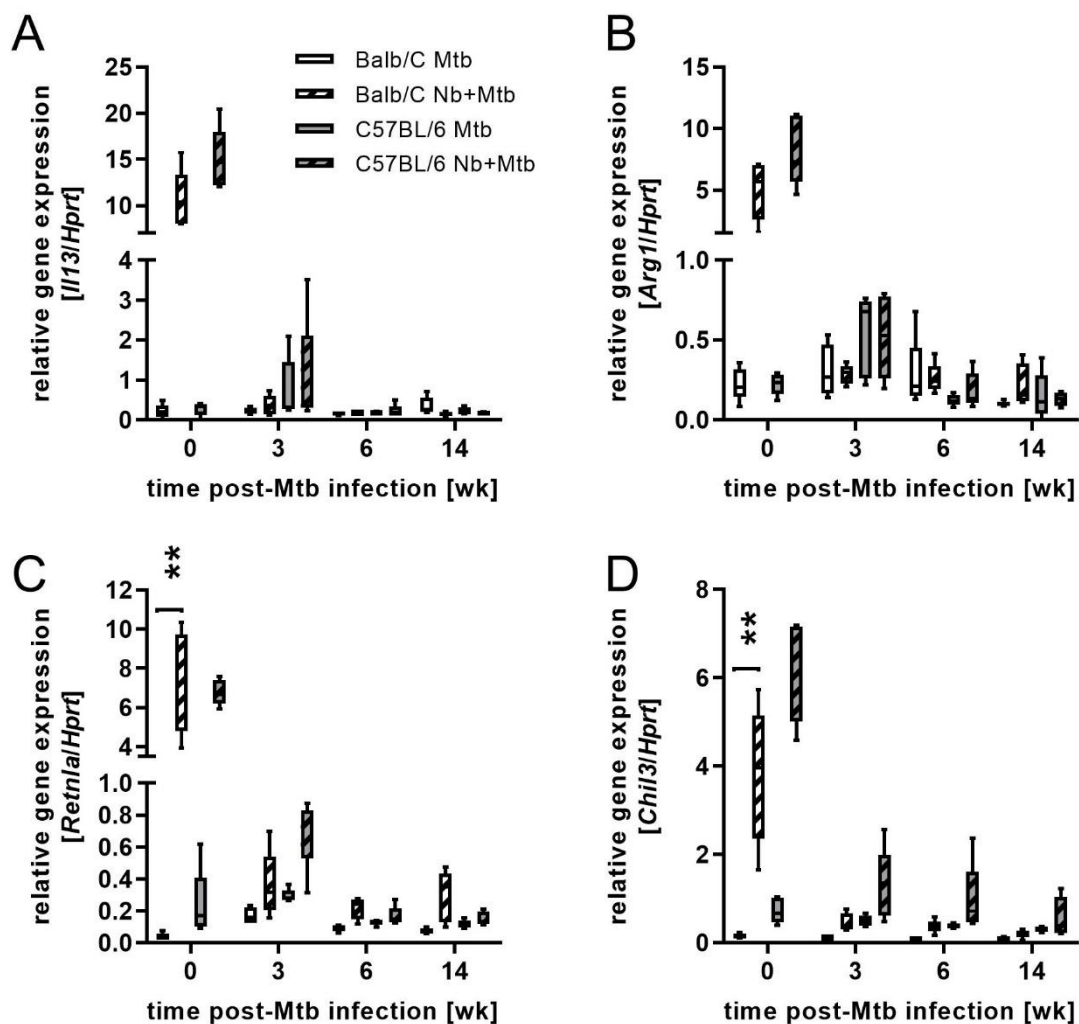 A
relative gene expression
[Il13/Hprt]
25
20
15
10
4
3
2
1
0
0 3 6 14
time post-Mtb infection [wk]
Balb/C Mtb
Balb/C Nb+Mtb
C57BL/6 Mtb
C57BL/6 Nb+Mtb
B
relative gene expression
[Arg1/Hprt]
15
10
5
1.0
0.5
0.0
0 3 6 14
time post-Mtb infection [wk]
C
relative gene expression
[Retnla/Hprt]
12
10
8
6
4
1.0
0.8
0.6
0.4
0.2
0.0
**
0 3 6 14
time post-Mtb infection [wk]
D
relative gene expression
[Chil3/Hprt]
8
6
4
2
0
**
0 3 6 14
time post-Mtb infection [wk]